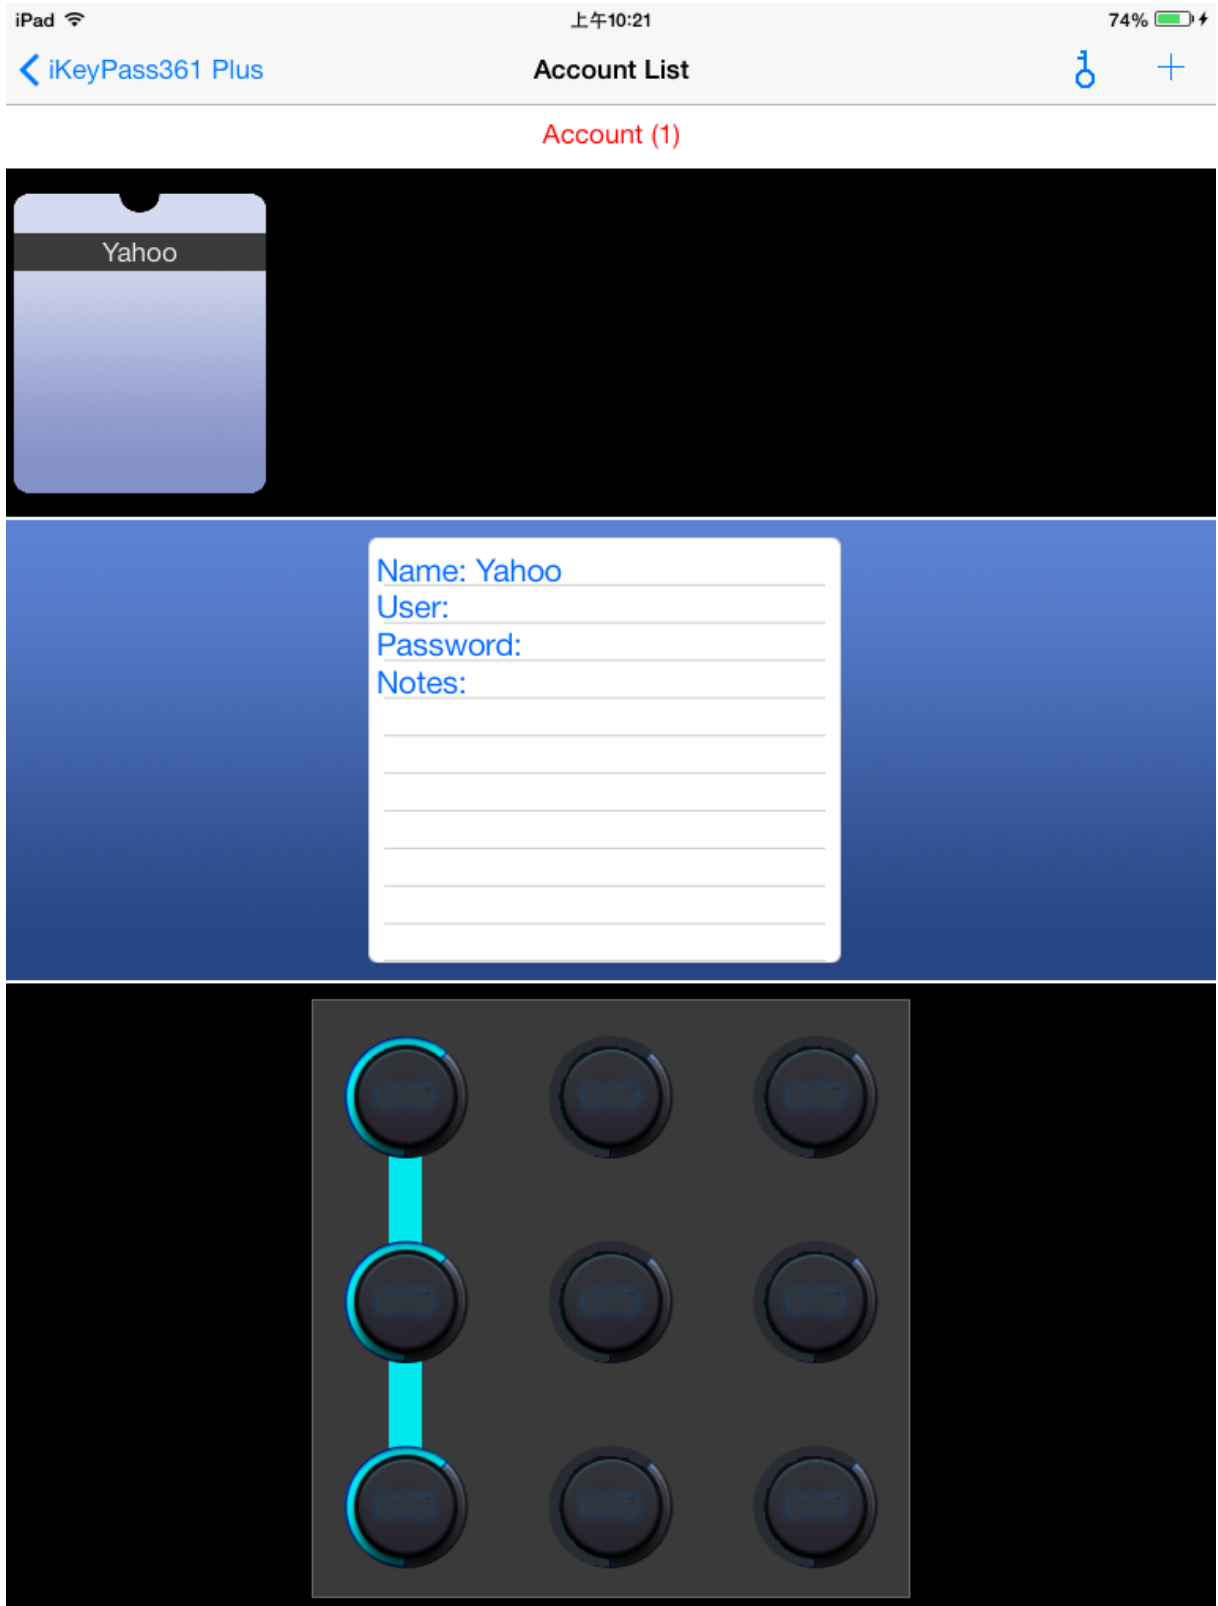 iPad 上午10:21 74%
iKeyPass361 Plus Account List
Account (1)
Yahoo
Name: Yahoo
User:
Password:
Notes: